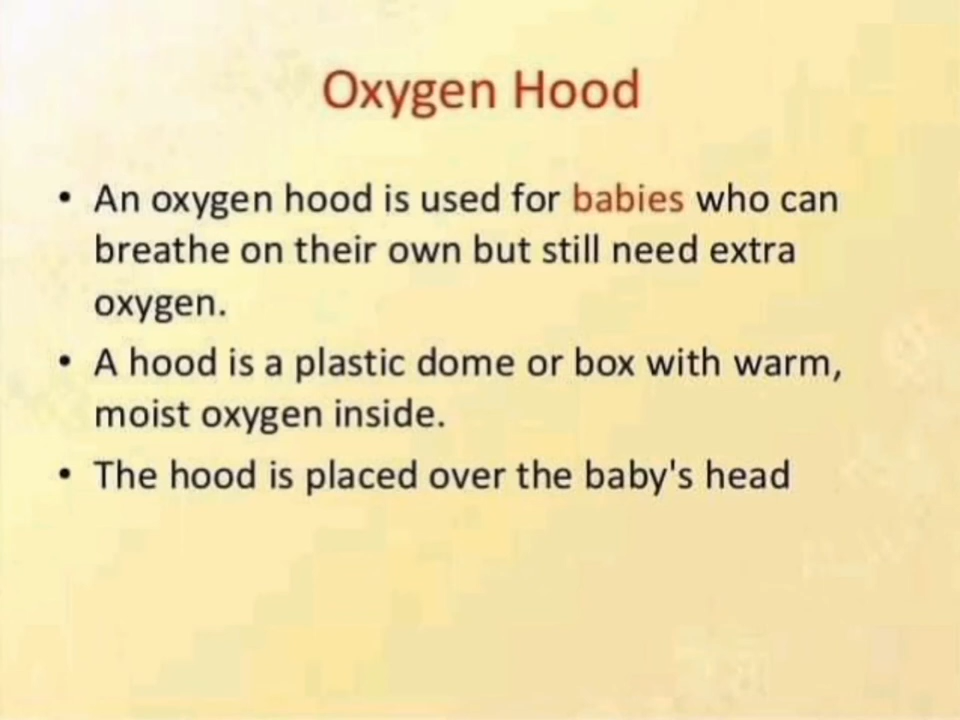 Oxygen Hood
• An oxygen hood is used for babies who can
breathe on their own but still need extra
oxygen.
• A hood is a plastic dome or box with warm,
moist oxygen inside.
• The hood is placed over the baby's head